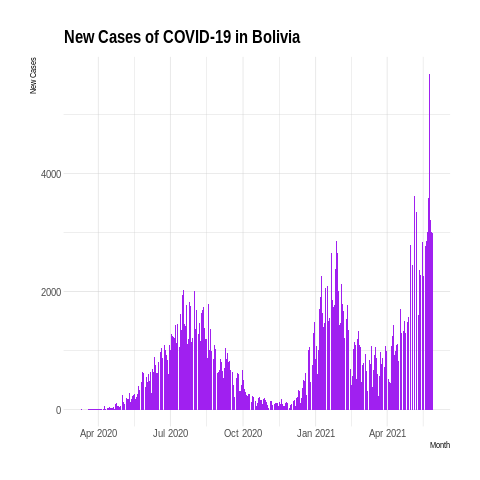 New Cases of COVID-19 in Bolivia
New Cases
4000
2000
0
Apr 2020 Jul 2020 Oct 2020 Jan 2021 Apr 2021
Month